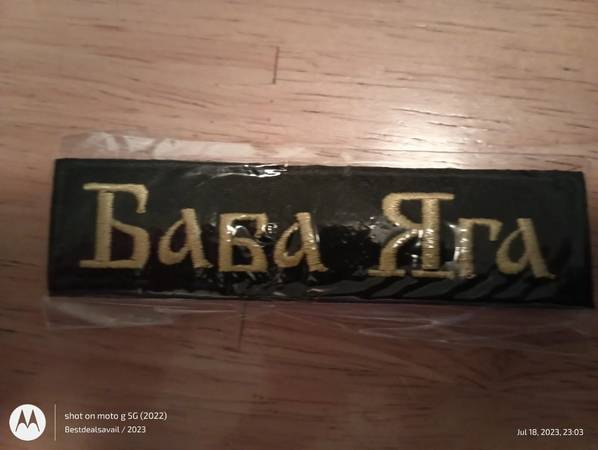 Баба Яга
shot on moto g 5G (2022)
Bestdealsavail / 2023
Jul 18, 2023, 23:03